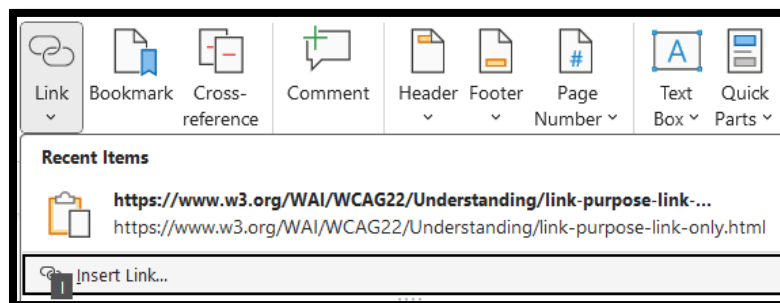 Link Bookmark Cross- Comment Header Footer Page Text Quick
reference Number Box Parts
Recent Items
https://www.w3.org/WAI/WCAG22/Understanding/link-purpose-link-...
https://www.w3.org/WAI/WCAG22/Understanding/link-purpose-link-only.html
Insert Link...
I